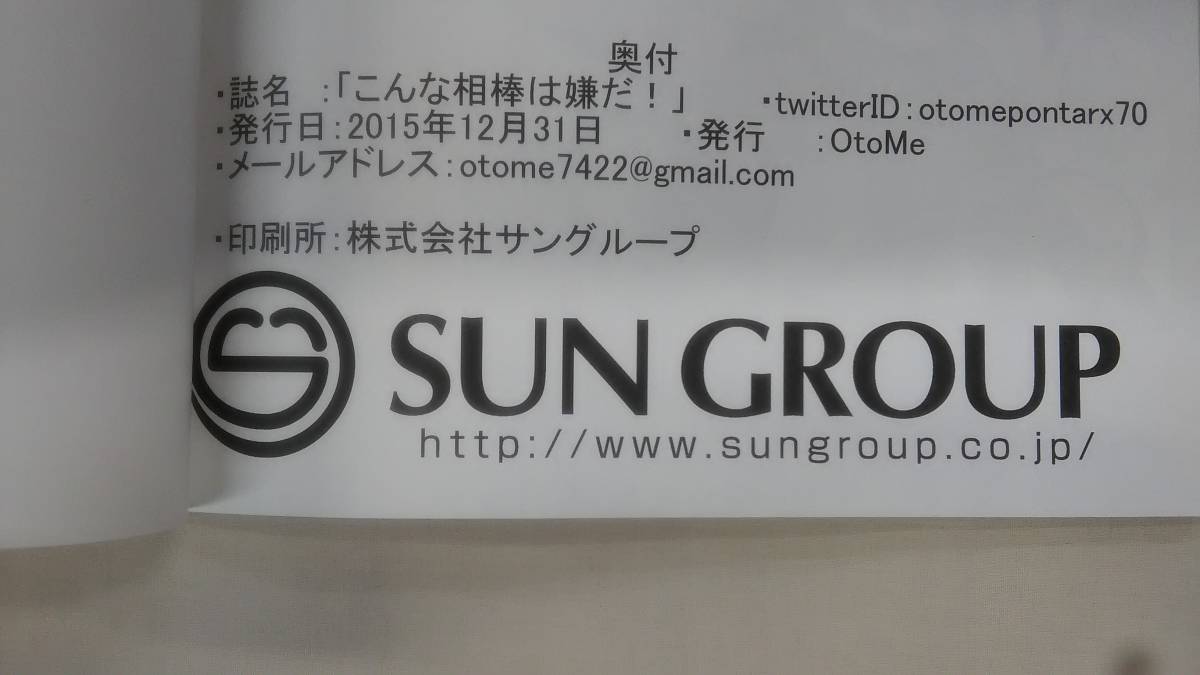 奥付
・誌名　：「こんな相棒は嫌だ！」　・twitterID：otomepontarx70
・発行日：2015年12月31日　・発行　：OtoMe
・メールアドレス：otome7422@gmail.com
・印刷所：株式会社サングループ
SUN GROUP
http://www.sungroup.co.jp/